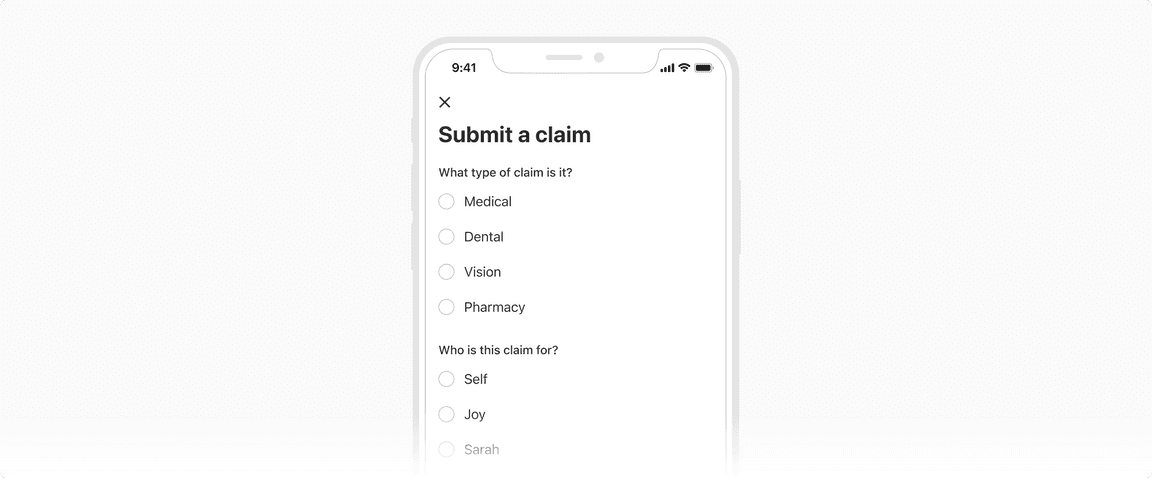 9:41
Submit a claim
What type of claim is it?
Medical
Dental
Vision
Pharmacy
Who is this claim for?
Self
Joy
Sarah